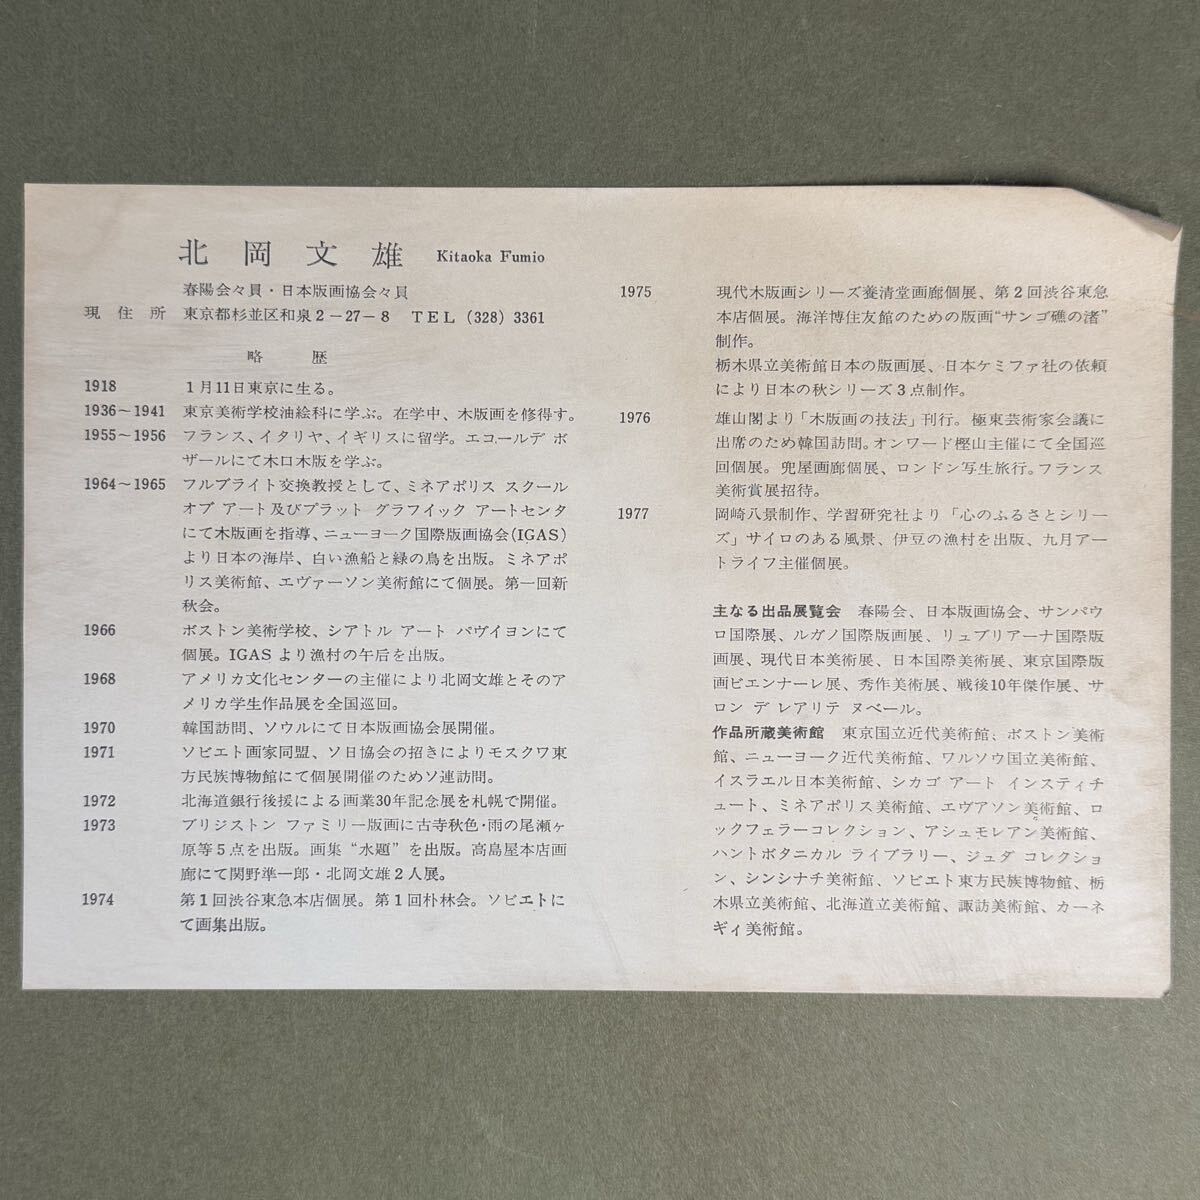 北岡文雄 Kitaoka Fumio
春陽会々員・日本版画協会々員
現住所 東京都杉並区和泉2−27−8 TEL (328) 3361
略歴
1918 1月11日東京に生る。
1936〜1941 東京美術学校油絵科に学ぶ。在学中、木版画を修得す。
1955〜1956 フランス、イタリヤ、イギリスに留学。エコールデ ボ
ザールにて木口木版を学ぶ。
1964〜1965 フルブライト交換教授として、ミネアポリス スクール
オブ アート及びプラット グラフイック アートセンタ
にて木版画を指導、ニューヨーク国際版画協会(IGAS)
より日本の海岸、白い漁船と緑の鳥を出版。ミネアポ
リス美術館、エヴァーソン美術館にて個展。第一回新
秋会。
1966 ボストン美術学校、シアトル アート パヴイヨンにて
個展。IGAS より漁村の午后を出版。
1968 アメリカ文化センターの主催により北岡文雄とそのア
メリカ学生作品展を全国巡回。
1970 韓国訪問、ソウルにて日本版画協会展開催。
1971 ソビエト画家同盟、ソ日協会の招きによりモスクワ東
方民族博物館にて個展開催のためソ連訪問。
1972 北海道銀行後援による画業30年記念展を札幌で開催。
1973 ブリジストン ファミリー版画に古寺秋色・雨の尾瀬ヶ
原等5点を出版。画集“水題”を出版。高島屋本店画
廊にて関野準一郎・北岡文雄2人展。
1974 第1回渋谷東急本店個展。第1回朴林会。ソビエトに
て画集出版。
1975 現代木版画シリーズ養清堂画廊個展、第2回渋谷東急
本店個展。海洋博住友館のための版画“サンゴ礁の渚”
制作。
栃木県立美術館日本の版画展、日本ケミファ社の依頼
により日本の秋シリーズ3点制作。
1976 雄山閣より「木版画の技法」刊行。極東芸術家会議に
出席のため韓国訪問。オンワード樫山主催にて全国巡
回個展。兜屋画廊個展、ロンドン写生旅行。フランス
美術賞展招待。
1977 岡崎八景制作、学習研究社より「心のふるさとシリー
ズ」サイロのある風景、伊豆の漁村を出版、九月アー
トライフ主催個展。
主なる出品展覧会 春陽会、日本版画協会、サンパウ
ロ国際展、ルガノ国際版画展、リュブリアーナ国際版
画展、現代日本美術展、日本国際美術展、東京国際版
画ビエンナーレ展、秀作美術展、戦後10年傑作展、サ
ロン デ レアリテ ヌベール。
作品所蔵美術館 東京国立近代美術館、ボストン美術
館、ニューヨーク近代美術館、ワルソウ国立美術館、
イスラエル日本美術館、シカゴ アート インスティチ
ュート、ミネアポリス美術館、エヴアソン美術館、ロ
ックフェラーコレクション、アシュモレアン美術館、
ハントボタニカル ライブラリー、ジュダ コレクショ
ン、シンシナチ美術館、ソビエト東方民族博物館、栃
木県立美術館、北海道立美術館、諏訪美術館、カーネ
ギィ美術館。